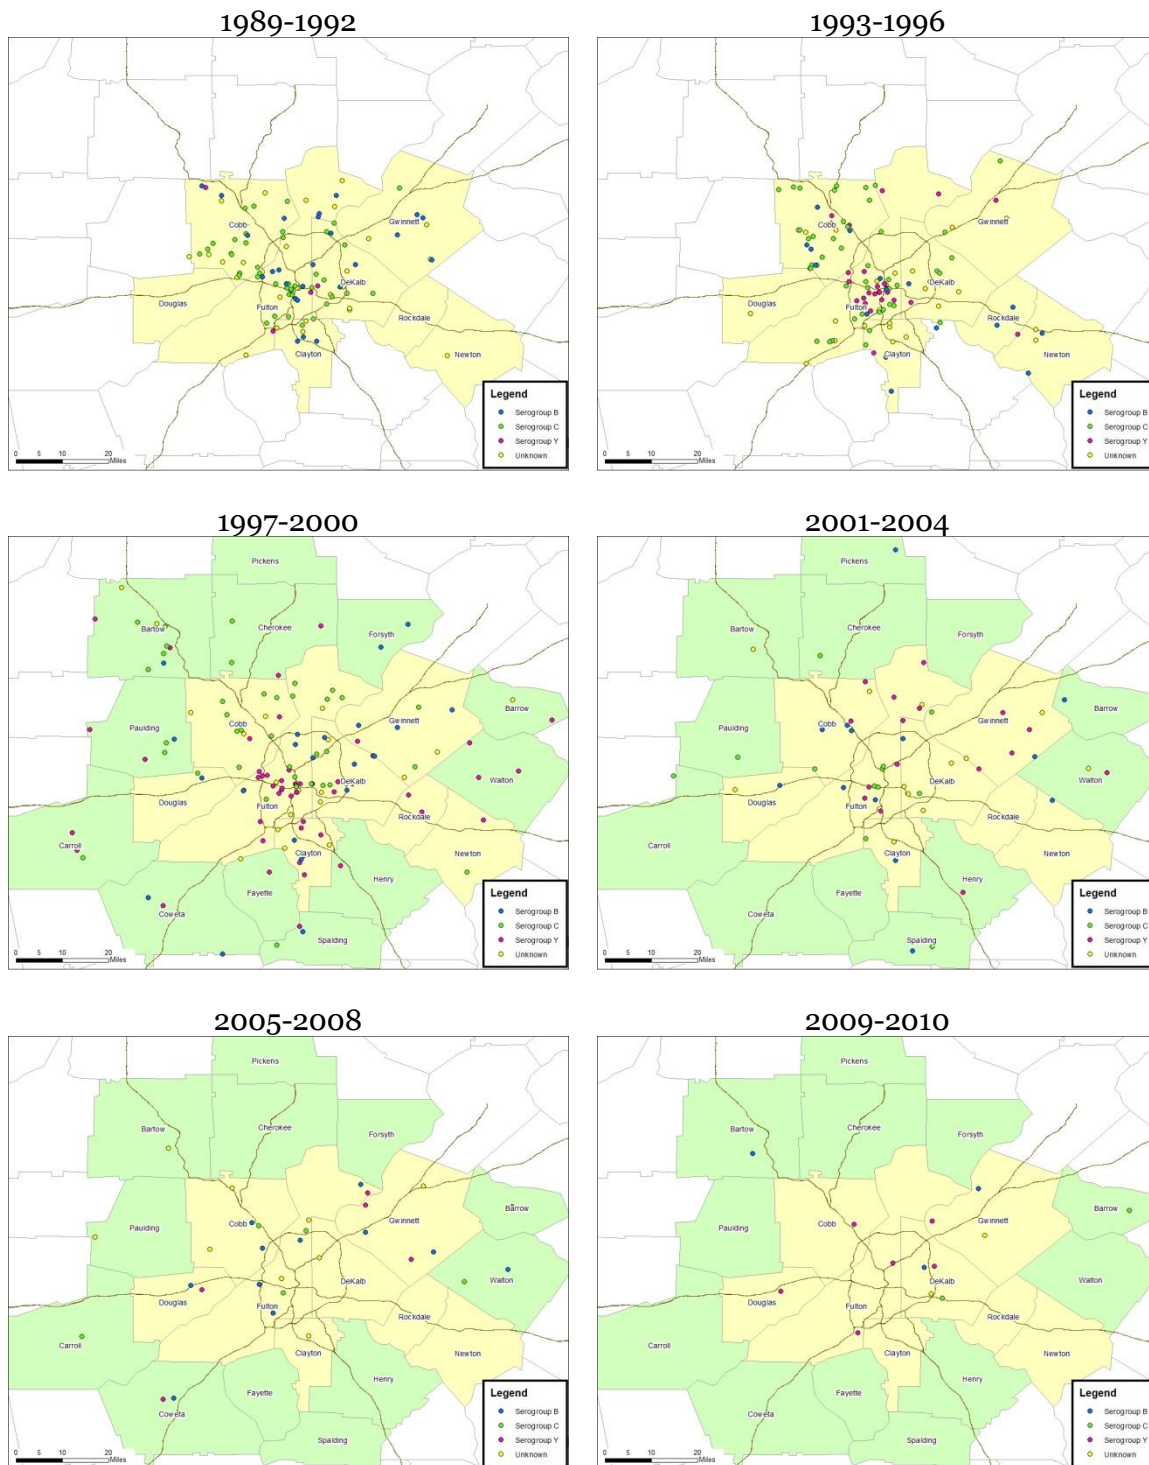 1989-1992
Cobb
Gwinnett
Douglas
Fulton
DeKalb
Rockdale
Newton
Clayton
Legend
Serogroup B
Serogroup C
Serogroup Y
Unknown
0 5 10 20
Miles
1993-1996
Cobb
Gwinnett
Douglas
Fulton
DeKalb
Rockdale
Newton
Clayton
Legend
Serogroup B
Serogroup C
Serogroup Y
Unknown
0 5 10 20
Miles
1997-2000
Pickens
Bartow
Cherokee
Forsyth
Paulding
Cobb
Gwinnett
Barrow
Walton
Douglas
Fulton
DeKalb
Rockdale
Carroll
Clayton
Newton
Coweta
Fayette
Henry
Spalding
Legend
Serogroup B
Serogroup C
Serogroup Y
Unknown
0 5 10 20
Miles
2001-2004
Pickens
Bartow
Cherokee
Forsyth
Paulding
Cobb
Gwinnett
Barrow
Walton
Douglas
Fulton
DeKalb
Rockdale
Carroll
Clayton
Newton
Coweta
Fayette
Henry
Spalding
Legend
Serogroup B
Serogroup C
Serogroup Y
Unknown
0 5 10 20
Miles
2005-2008
Pickens
Bartow
Cherokee
Forsyth
Paulding
Cobb
Gwinnett
Barrow
Walton
Douglas
Fulton
DeKalb
Rockdale
Carroll
Clayton
Newton
Coweta
Fayette
Henry
Spalding
Legend
Serogroup B
Serogroup C
Serogroup Y
Unknown
0 5 10 20
Miles
2009-2010
Pickens
Bartow
Cherokee
Forsyth
Paulding
Cobb
Gwinnett
Barrow
Walton
Douglas
Fulton
DeKalb
Rockdale
Carroll
Clayton
Newton
Coweta
Fayette
Henry
Spalding
Legend
Serogroup B
Serogroup C
Serogroup Y
Unknown
0 5 10 20
Miles